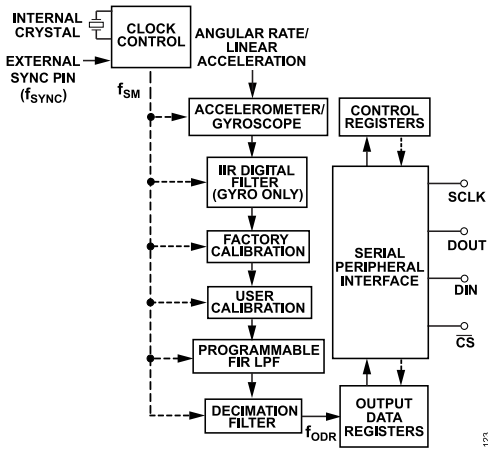 INTERNAL
CRYSTAL
CLOCK
CONTROL
EXTERNAL
SYNC PIN
(fSYNC)
ANGULAR RATE/
LINEAR
ACCELERATION
fSM
ACCELEROMETER/
GYROSCOPE
IIR DIGITAL
FILTER
(GYRO ONLY)
FACTORY
CALIBRATION
USER
CALIBRATION
PROGRAMMABLE
FIR LPF
DECIMATION
FILTER
fODR
CONTROL
REGISTERS
SERIAL
PERIPHERAL
INTERFACE
OUTPUT
DATA
REGISTERS
SCLK
DOUT
DIN
CS
123